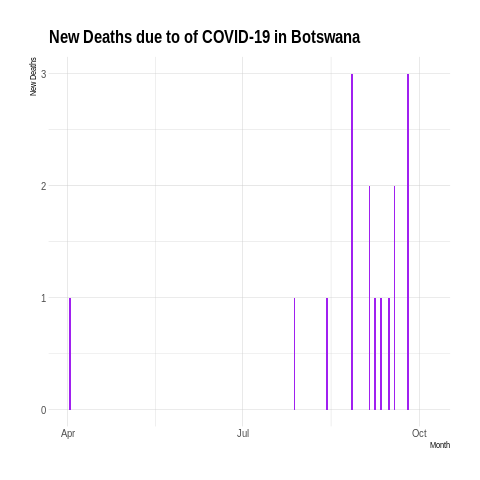 New Deaths due to of COVID-19 in Botswana
New Deaths
3
2
1
0
Apr
Jul
Oct
Month